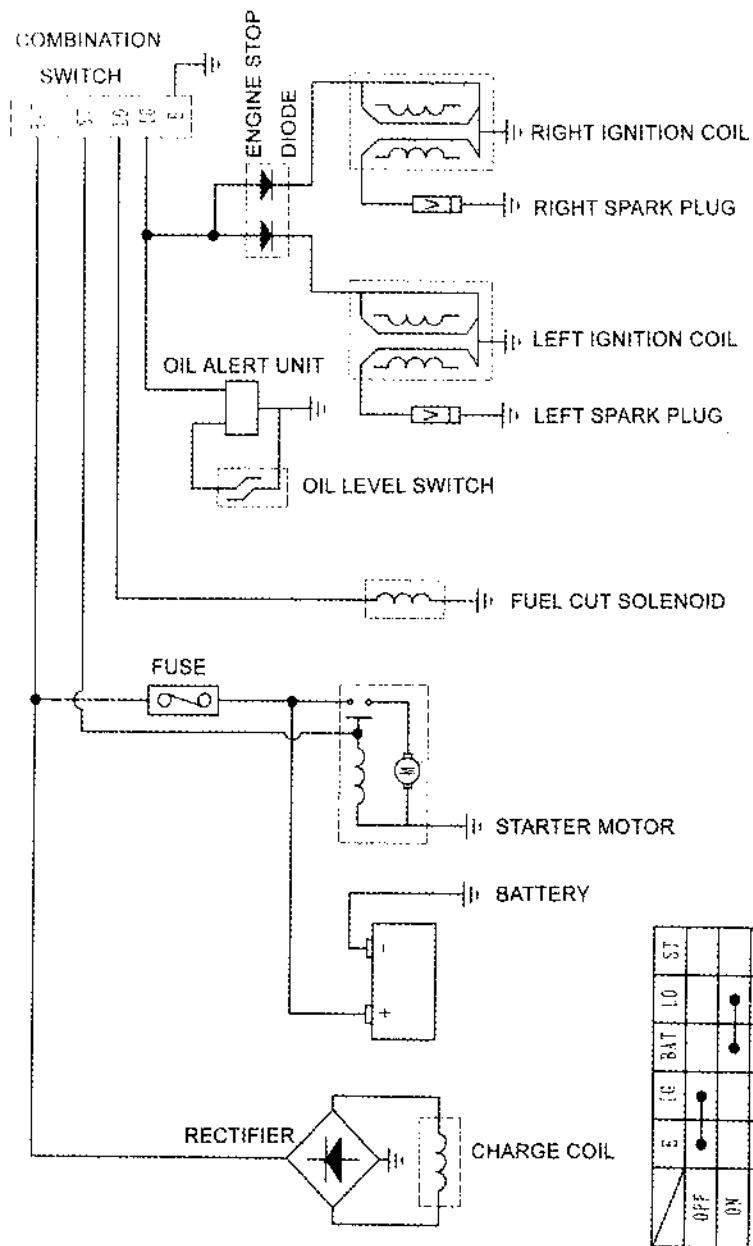 COMBINATION
SWITCH
E
ENGINE STOP
DIODE
RIGHT IGNITION COIL
RIGHT SPARK PLUG
LEFT IGNITION COIL
LEFT SPARK PLUG
OIL ALERT UNIT
OIL LEVEL SWITCH
FUEL CUT SOLENOID
FUSE
M
STARTER MOTOR
BATTERY
-
+
RECTIFIER
CHARGE COIL
E IG BAT LO ST
OFF
ON